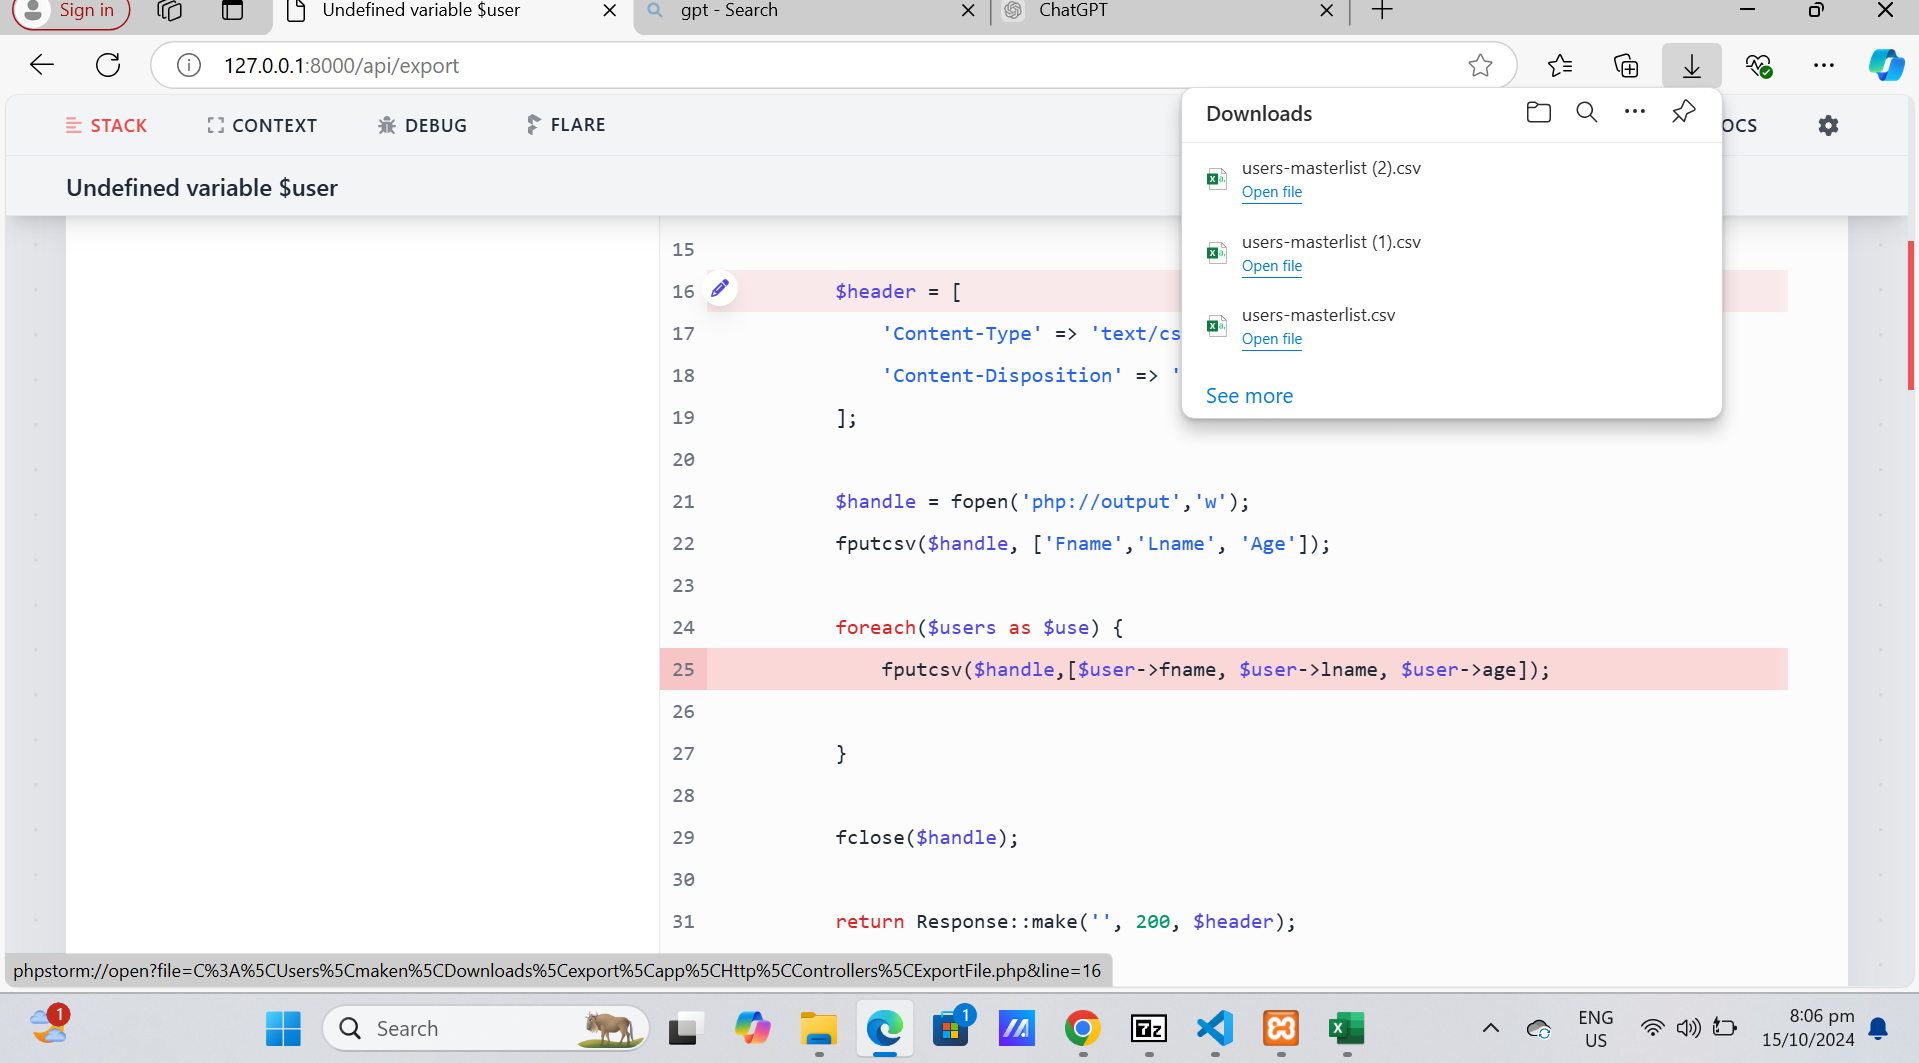 Sign in
Undefined variable $user
gpt - Search
ChatGPT
127.0.0.1:8000/api/export
STACK
CONTEXT
DEBUG
FLARE
OCS
Undefined variable $user
Downloads
users-masterlist (2).csv
Open file
users-masterlist (1).csv
Open file
users-masterlist.csv
Open file
See more
15
16 $header = [
17 'Content-Type' => 'text/cs
18 'Content-Disposition' => '
19 ];
20
21 $handle = fopen('php://output','w');
22 fputcsv($handle, ['Fname','Lname', 'Age']);
23
24 foreach($users as $use) {
25 fputcsv($handle,[$user->fname, $user->lname, $user->age]);
26
27 }
28
29 fclose($handle);
30
31 return Response::make('', 200, $header);
phpstorm://open?file=C%3A%5CUsers%5Cmaken%5CDownloads%5Cexport%5Capp%5CHttp%5CControllers%5CExportFile.php&line=16
1
Search
1
7z
ENG
US
8:06 pm
15/10/2024